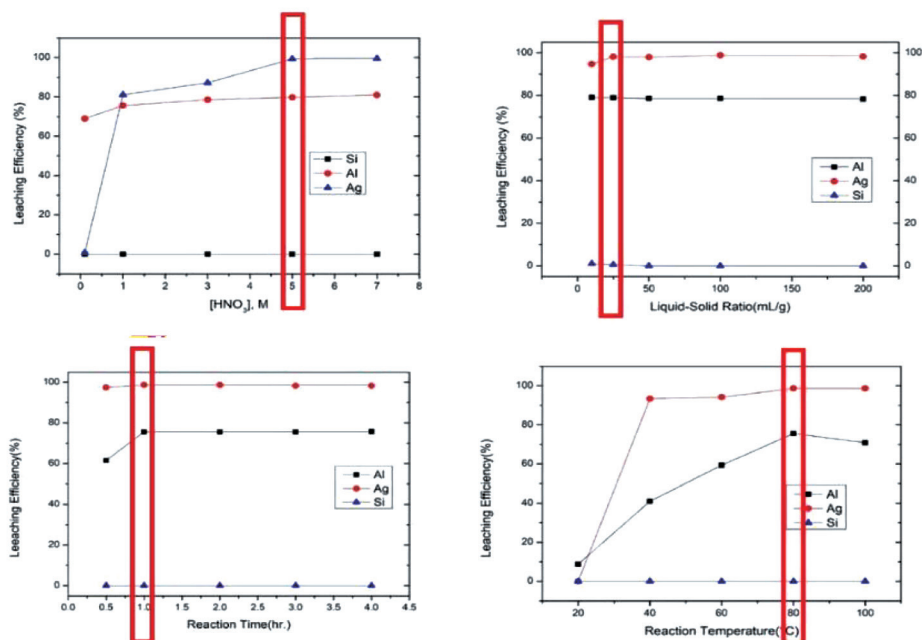 100
80
60
40
20
0
Leaching Efficiency (%)
Si
Al
Ag
0 1 2 3 4 5 6 7 8
[HNO3], M
100
80
60
40
20
0
Leaching Efficiency (%)
100
80
60
40
20
0
Al
Ag
Si
0 50 100 150 200
Liquid-Solid Ratio(mL/g)
100
80
60
40
20
0
Leeaching Efficiency(%)
Al
Ag
Si
0.0 0.5 1.0 1.5 2.0 2.5 3.0 3.5 4.0 4.5
Reaction Time(hr.)
100
80
60
40
20
0
Leaching Efficiency(%)
Al
Ag
Si
20 40 60 80 100
Reaction Temperature(°C)